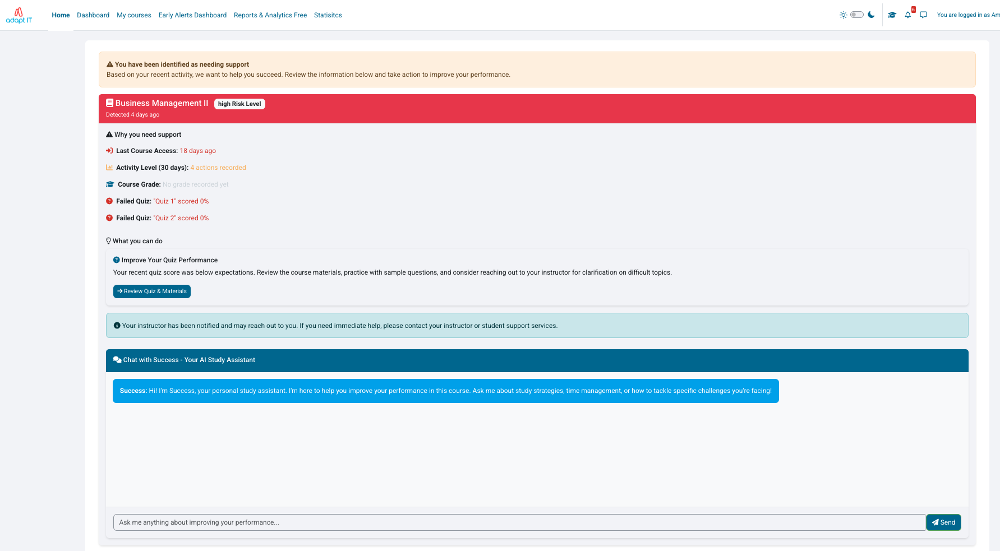 adapt IT
Home Dashboard My courses Early Alerts Dashboard Reports & Analytics Free Statisitcs
6
You are logged in as Am
You have been identified as needing support
Based on your recent activity, we want to help you succeed. Review the information below and take action to improve your performance.
Business Management II high Risk Level
Detected 4 days ago
Why you need support
Last Course Access: 18 days ago
Activity Level (30 days): 4 actions recorded
Course Grade: No grade recorded yet
Failed Quiz: "Quiz 1" scored 0%
Failed Quiz: "Quiz 2" scored 0%
What you can do
Improve Your Quiz Performance
Your recent quiz score was below expectations. Review the course materials, practice with sample questions, and consider reaching out to your instructor for clarification on difficult topics.
Review Quiz & Materials
Your instructor has been notified and may reach out to you. If you need immediate help, please contact your instructor or student support services.
Chat with Success - Your AI Study Assistant
Success: Hi! I'm Success, your personal study assistant. I'm here to help you improve your performance in this course. Ask me about study strategies, time management, or how to tackle specific challenges you're facing!
Ask me anything about improving your performance...
Send